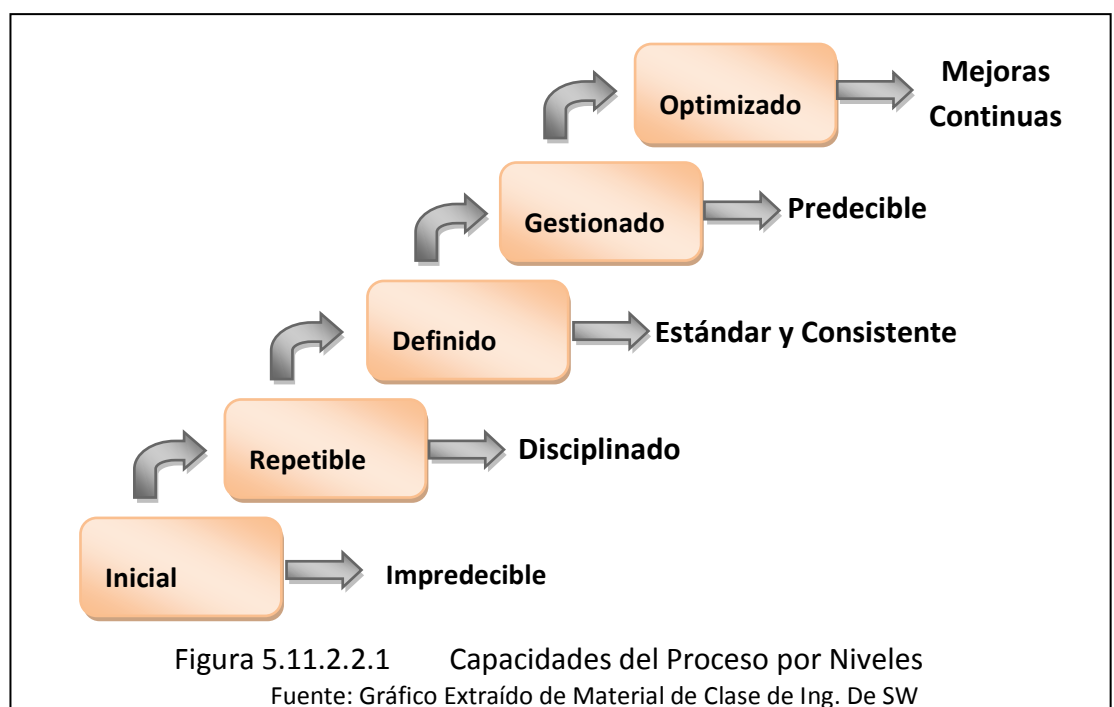 Optimizado
Mejoras
Continuas
Gestionado
Predecible
Definido
Estándar y Consistente
Repetible
Disciplinado
Inicial
Impredecible
Figura 5.11.2.2.1 Capacidades del Proceso por Niveles
Fuente: Gráfico Extraído de Material de Clase de Ing. De SW